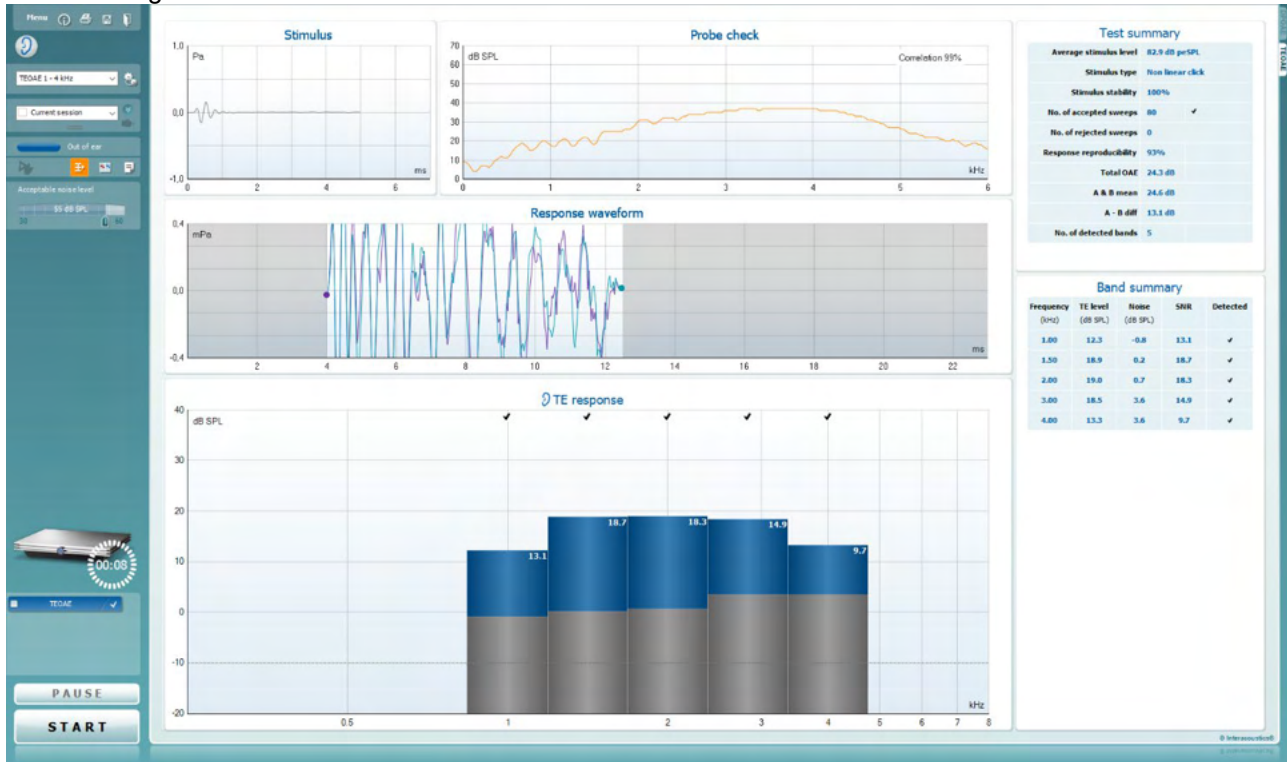 Menu
TEOAE 1 - 4 kHz
Current session
Out of ear
Acceptable noise level
55 dB SPL
30 60
00:08
TEOAE
PAUSE
START
Stimulus
1,0
Pa
0,0
-1,0
ms
0 2 4 6
Probe check
70
dB SPL
Correlation 99%
60
50
40
30
20
10
0
kHz
0 1 2 3 4 5 6
Response waveform
0,4
mPa
0,0
-0,4
ms
2 4 6 8 10 12 14 16 18 20 22
TE response
40
dB SPL
30
20
18.7 18.3 14.9
13.1 9.7
10
0
-10
-20
kHz
0.5 1 2 3 4 5 6 7 8
Test summary
Average stimulus level 82,9 dB peSPL
Stimulus type Non linear click
Stimulus stability 100%
No. of accepted sweeps 80
No. of rejected sweeps 0
Response reproducibility 93%
Total OAE 24.3 dB
A & B mean 24.6 dB
A - B diff 13.1 dB
No. of detected bands 5
Band summary
Frequency TE level Noise SNR Detected
(kHz) (dB SPL) (dB SPL)
1.00 12.3 -0.8 13.1
1.50 18.9 0.2 18.7
2.00 19.0 0.7 18.3
3.00 18.5 3.6 14.9
4.00 13.3 3.6 9.7
TEOAE
© Interacoustics®